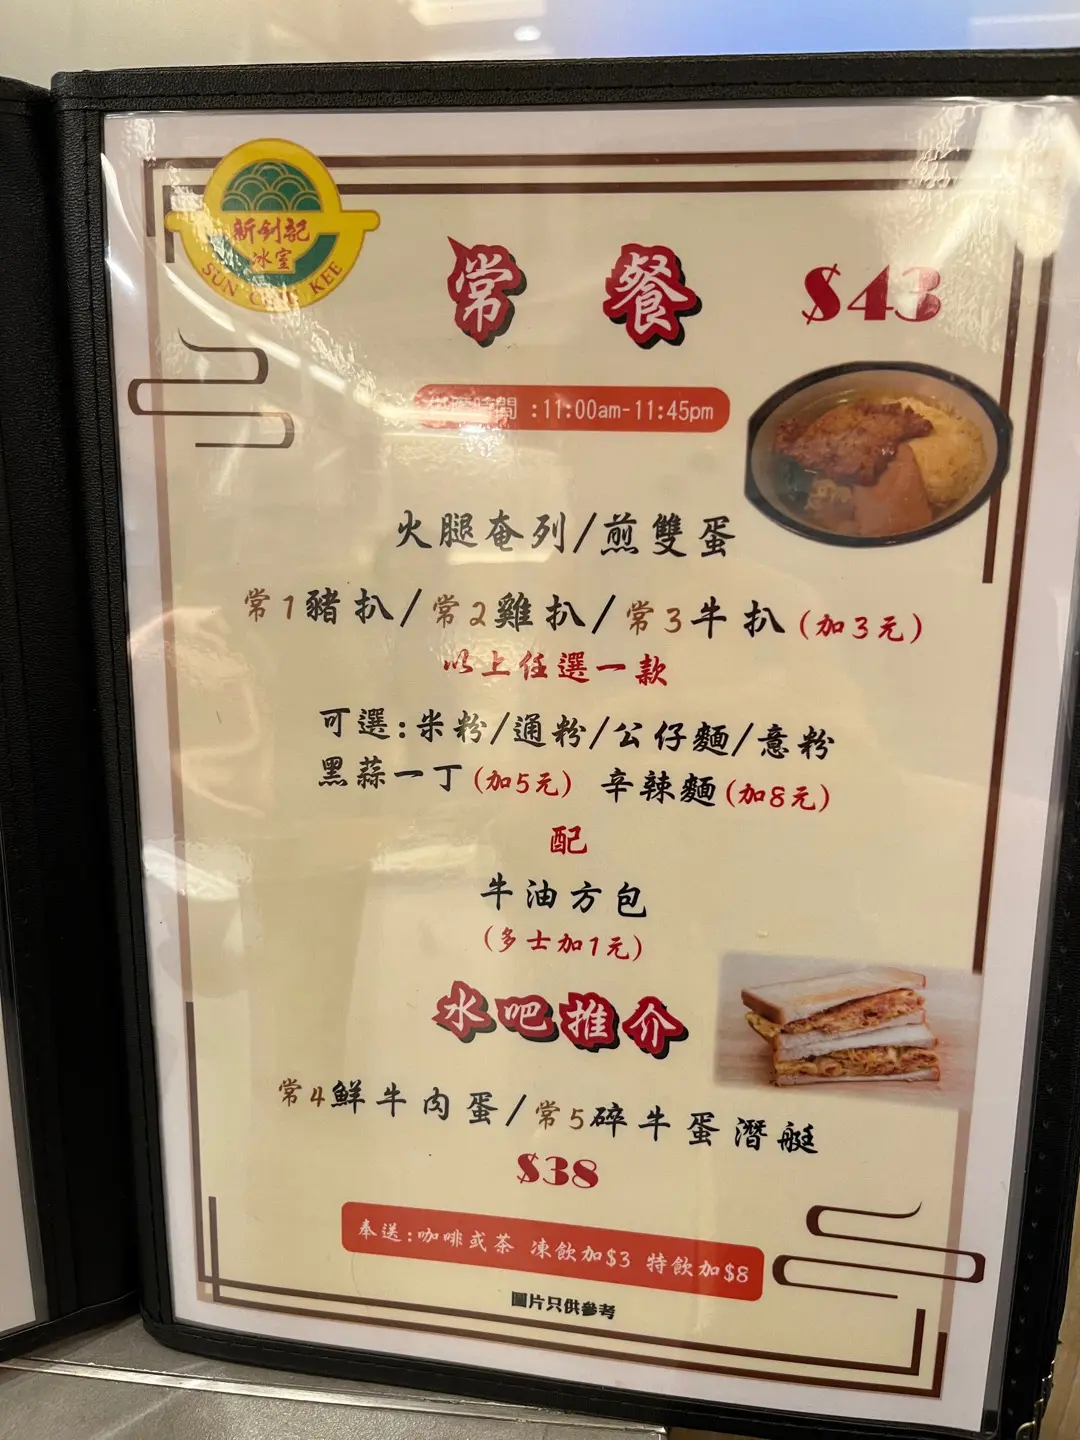 新釗記
冰室
SUN CHIU KEE
常餐 $43
時間 :11:00am-11:45pm
火腿奄列/煎雙蛋
常1豬扒/常2雞扒/常3牛扒(加3元)
以上任選一款
可選:米粉/通粉/公仔麵/意粉
黑蒜一丁(加5元) 辛辣麵(加8元)
配
牛油方包
(多士加1元)
水吧推介
常4鮮牛肉蛋/常5碎牛蛋潛艇
$38
奉送:咖啡或茶 凍飲加$3 特飲加$8
圖片只供參考